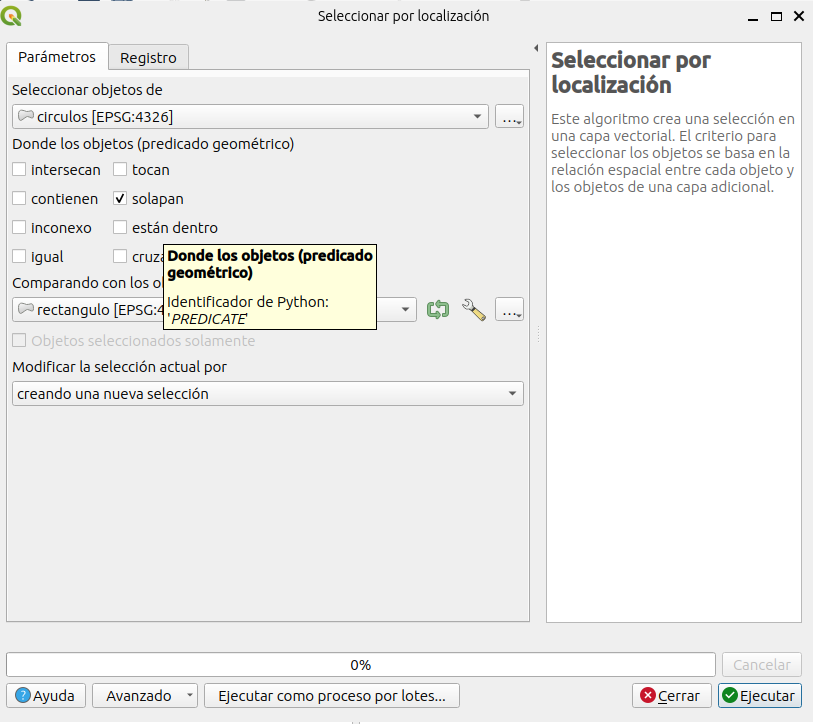 Seleccionar por localización
Parámetros
Registro
Seleccionar objetos de
circulos [EPSG:4326]
...
Donde los objetos (predicado geométrico)
intersecan
tocan
contienen
solapan
inconexo
están dentro
igual
cruza
Donde los objetos (predicado
geométrico)
Identificador de Python:
'PREDICATE'
Comparando con los ob
rectangulo [EPSG:4
...
Objetos seleccionados solamente
Modificar la selección actual por
creando una nueva selección
Seleccionar por
localización
Este algoritmo crea una selección en
una capa vectorial. El criterio para
seleccionar los objetos se basa en la
relación espacial entre cada objeto y
los objetos de una capa adicional.
0%
Cancelar
Ayuda
Avanzado
Ejecutar como proceso por lotes...
Cerrar
Ejecutar